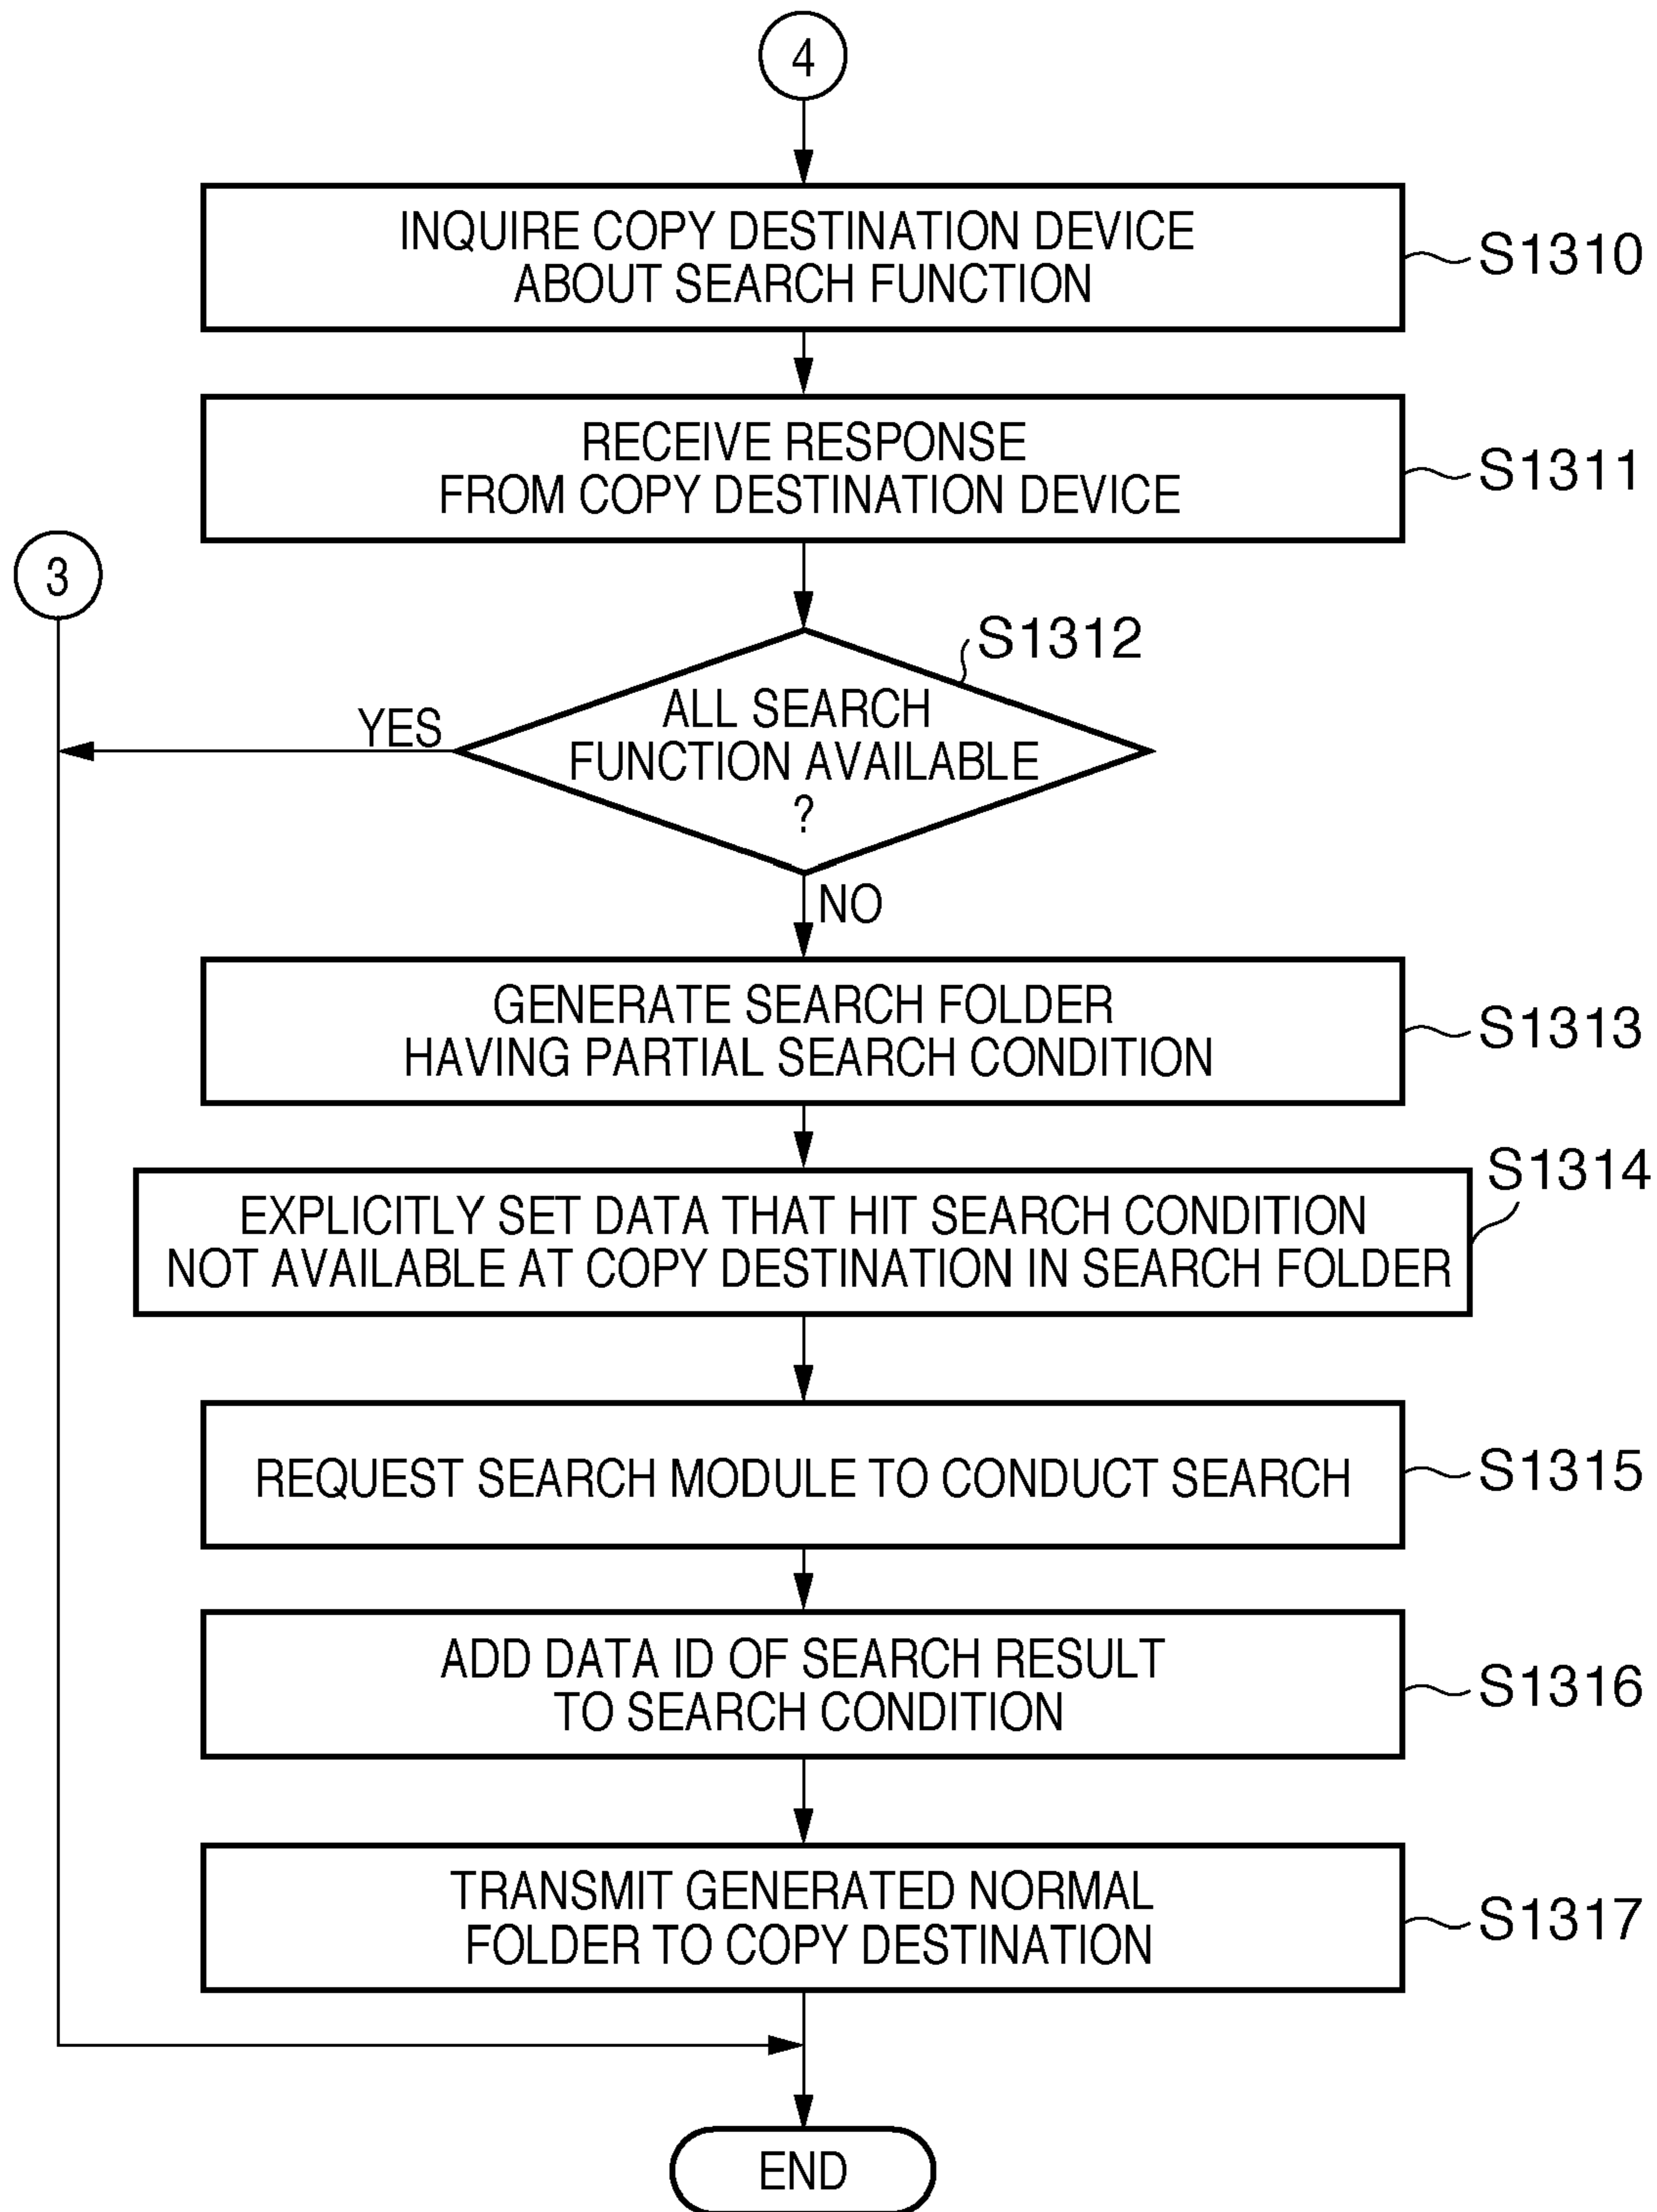 4
INQUIRE COPY DESTINATION DEVICE
ABOUT SEARCH FUNCTION
S1310
RECEIVE RESPONSE
FROM COPY DESTINATION DEVICE
S1311
3
S1312
ALL SEARCH
FUNCTION AVAILABLE
?
YES
NO
GENERATE SEARCH FOLDER
HAVING PARTIAL SEARCH CONDITION
S1313
EXPLICITLY SET DATA THAT HIT SEARCH CONDITION
NOT AVAILABLE AT COPY DESTINATION IN SEARCH FOLDER
S1314
REQUEST SEARCH MODULE TO CONDUCT SEARCH
S1315
ADD DATA ID OF SEARCH RESULT
TO SEARCH CONDITION
S1316
TRANSMIT GENERATED NORMAL
FOLDER TO COPY DESTINATION
S1317
END